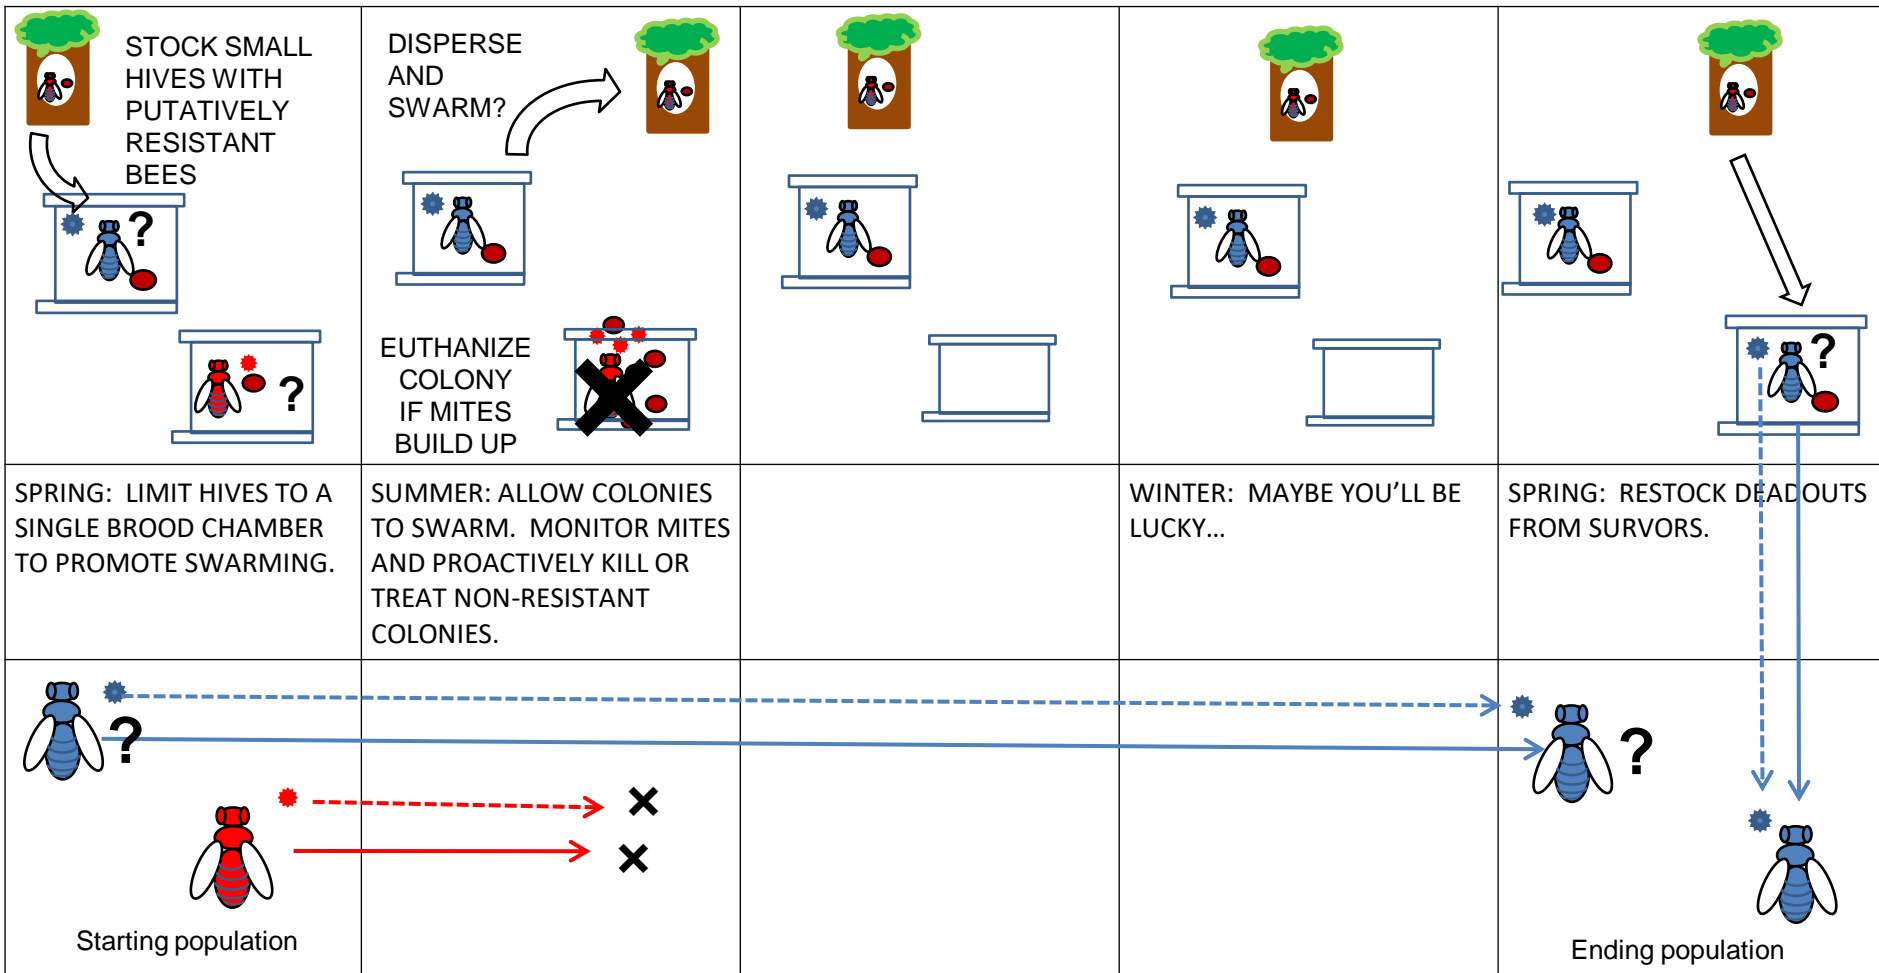 STOCK SMALL
HIVES WITH
PUTATIVELY
RESISTANT
BEES
?
?
DISPERSE
AND
SWARM?
EUTHANIZE
COLONY
IF MITES
BUILD UP
?
SPRING: LIMIT HIVES TO A
SINGLE BROOD CHAMBER
TO PROMOTE SWARMING.
SUMMER: ALLOW COLONIES
TO SWARM. MONITOR MITES
AND PROACTIVELY KILL OR
TREAT NON-RESISTANT
COLONIES.
WINTER: MAYBE YOU’LL BE
LUCKY…
SPRING: RESTOCK DEADOUTS
FROM SURVORS.
?
?
Starting population
Ending population